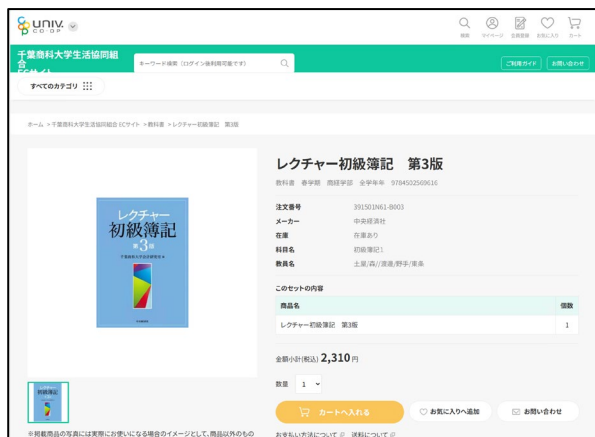 univ.
CO·OP
検索
マイページ
会員登録
お気に入り
カート
千葉商科大学生活協同組
合
ECサイト
キーワード検索（ログイン後利用可能です）
ご利用ガイド
お問い合わせ
すべてのカテゴリ
ホーム > 千葉商科大学生活協同組合 ECサイト > 教科書 > レクチャー初級簿記　第3版
レクチャー
初級簿記
第3版
レクチャー初級簿記　第3版
教科書　春学期　商経学部　全学年年　9784502569616
注文番号 391501N61-B003
メーカー 中央経済社
在庫 在庫あり
科目名 初級簿記1
教員名 土屋/森//渡邉/野手/東条
このセットの内容
商品名 個数
レクチャー初級簿記　第3版 1
金額小計(税込) 2,310 円
数量 1
カートへ入れる
お気に入りへ追加
お問い合わせ
お支払い方法について
送料について
初級簿記
※掲載商品の写真には実際にお使いになる場合のイメージとして、商品以外のもの